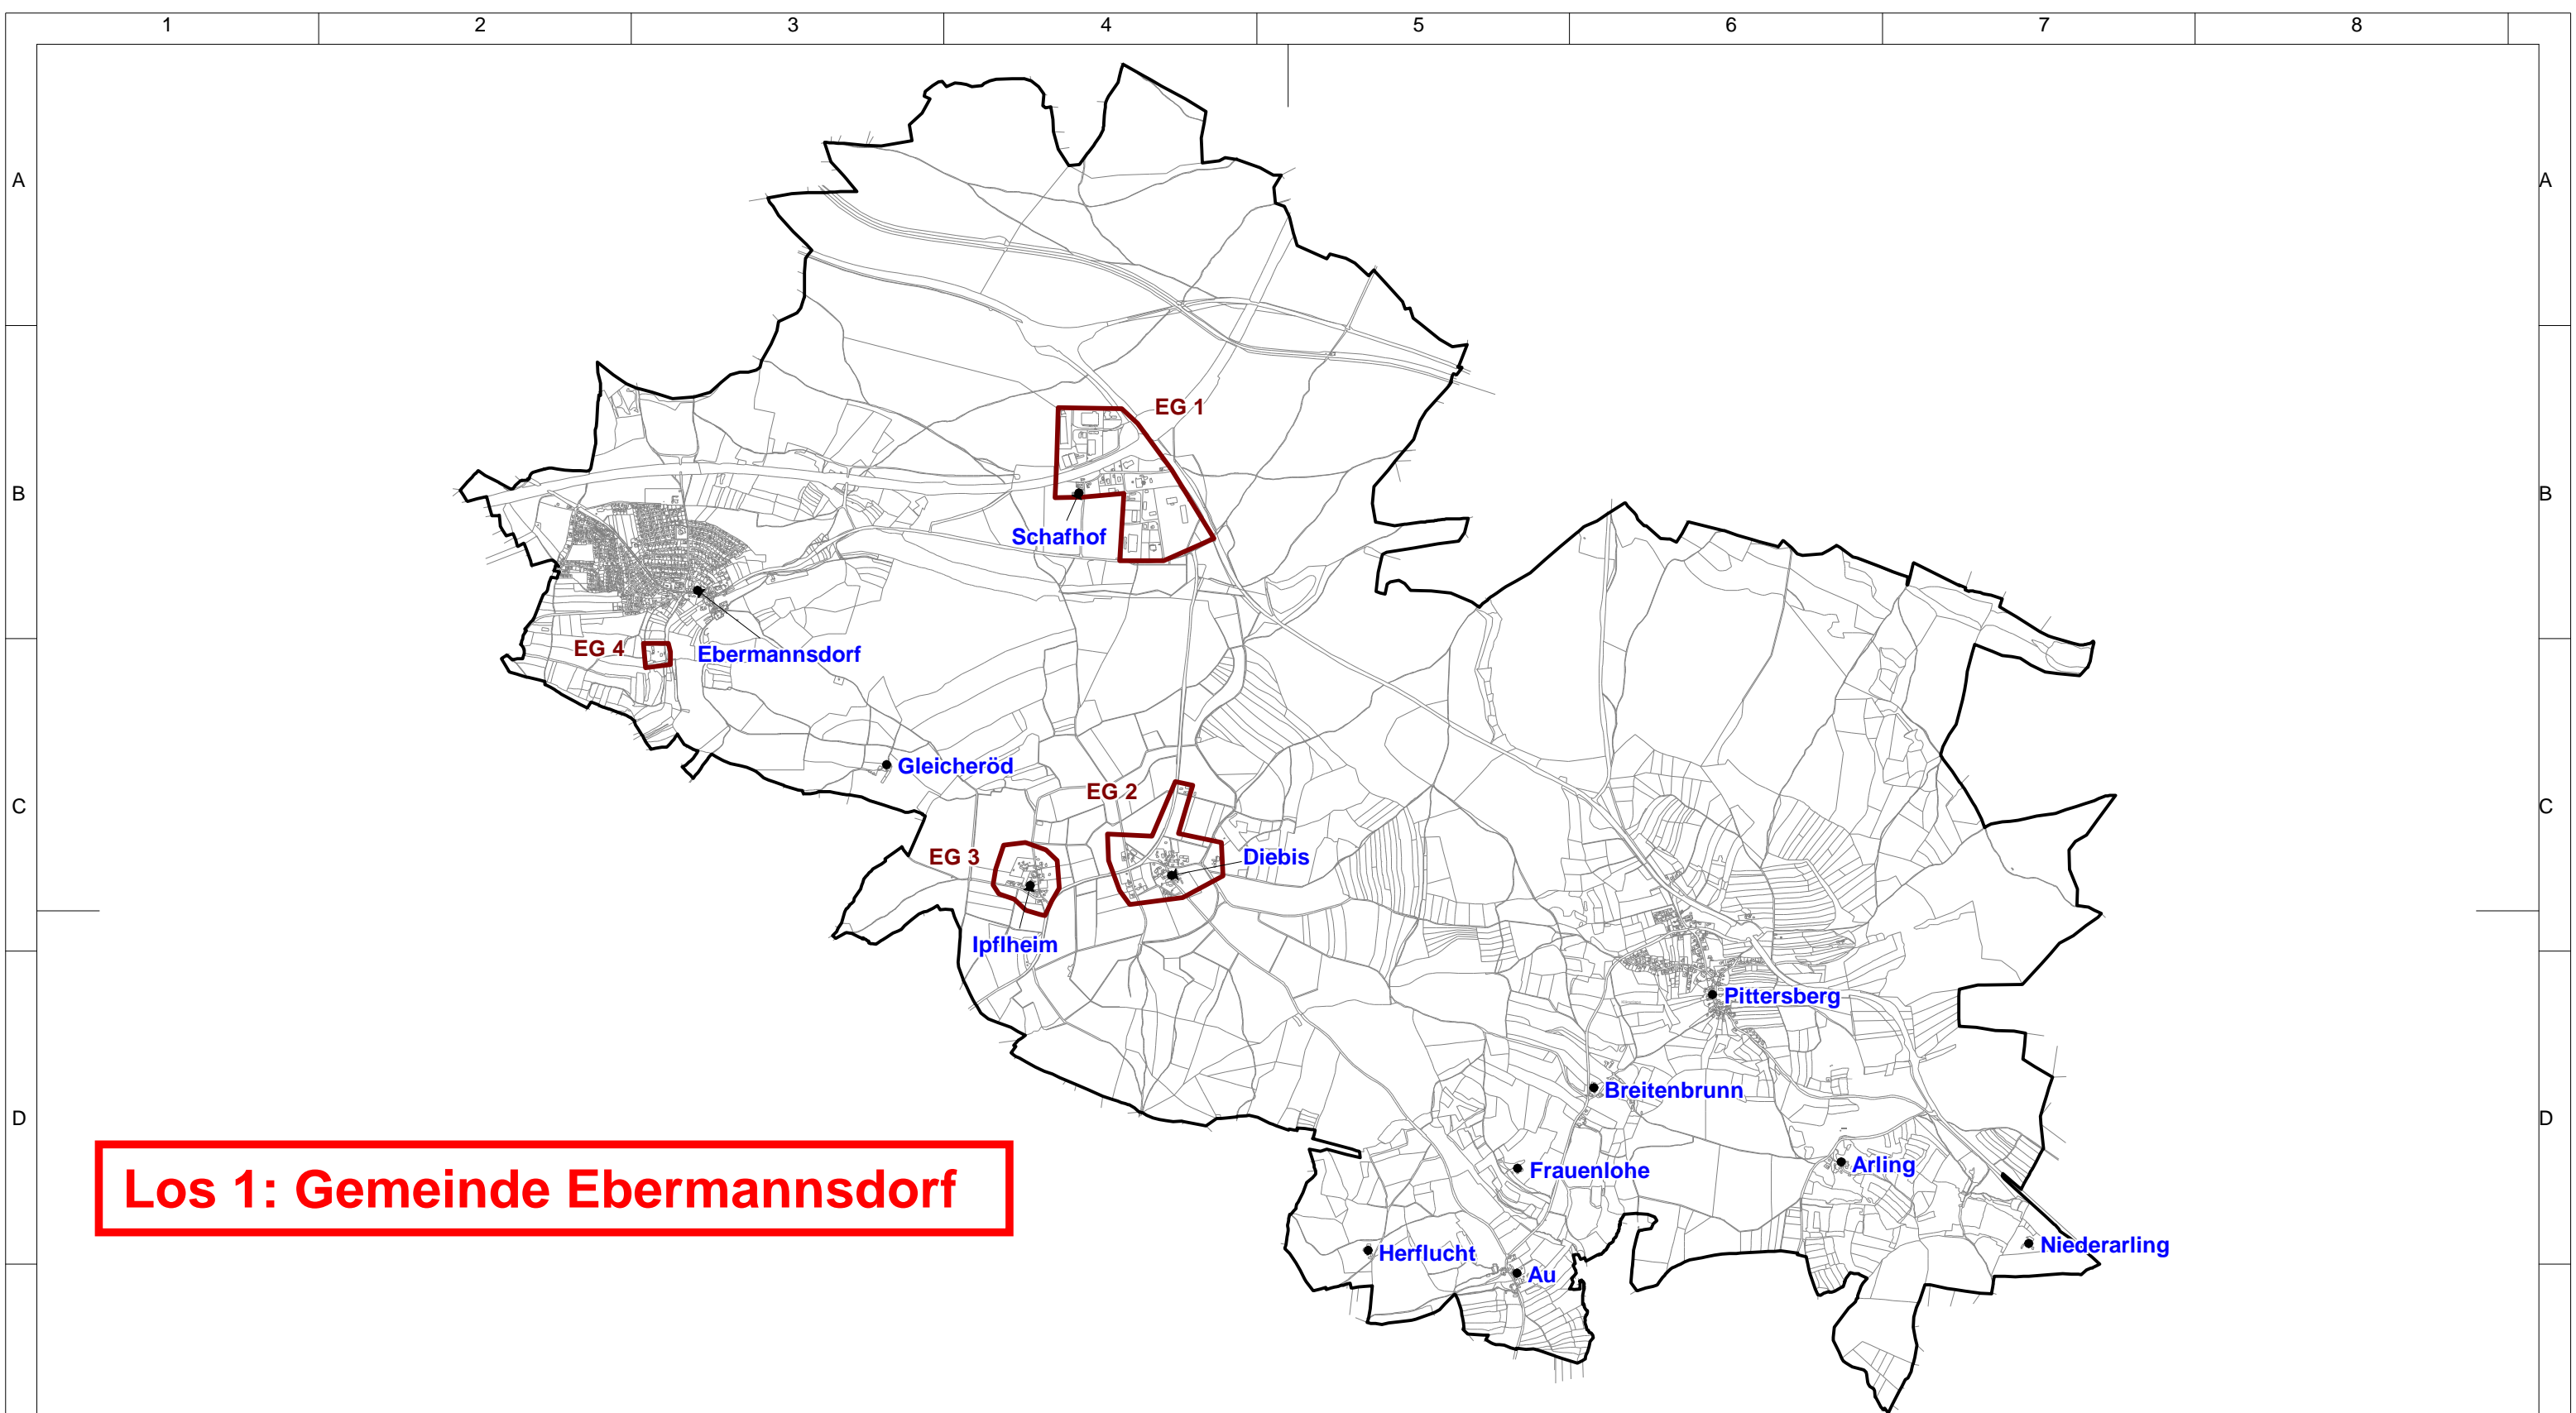 1 2 3 4 5 6 7 8
A A
EG 1
B B
Schafhof
EG 4
Ebermannsdorf
Gleicheröd
EG 2
C C
EG 3
Diebis
Ipflheim
Pittersberg
Breitenbrunn
D D
Arling
Frauenlohe
Los 1: Gemeinde Ebermannsdorf
Niederarling
Herflucht
Au